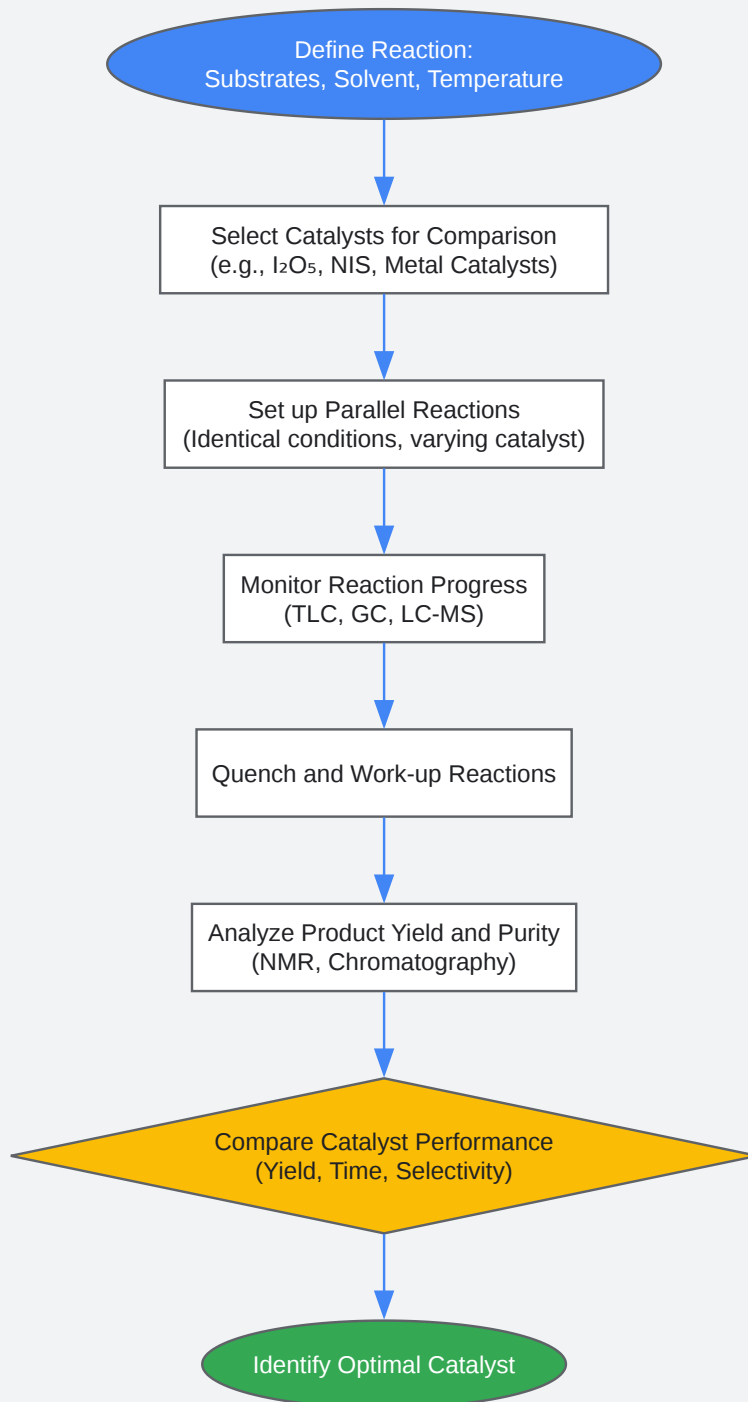 Define Reaction:
Substrates, Solvent, Temperature
Select Catalysts for Comparison
(e.g., I₂O₅, NIS, Metal Catalysts)
Set up Parallel Reactions
(Identical conditions, varying catalyst)
Monitor Reaction Progress
(TLC, GC, LC-MS)
Quench and Work-up Reactions
Analyze Product Yield and Purity
(NMR, Chromatography)
Compare Catalyst Performance
(Yield, Time, Selectivity)
Identify Optimal Catalyst